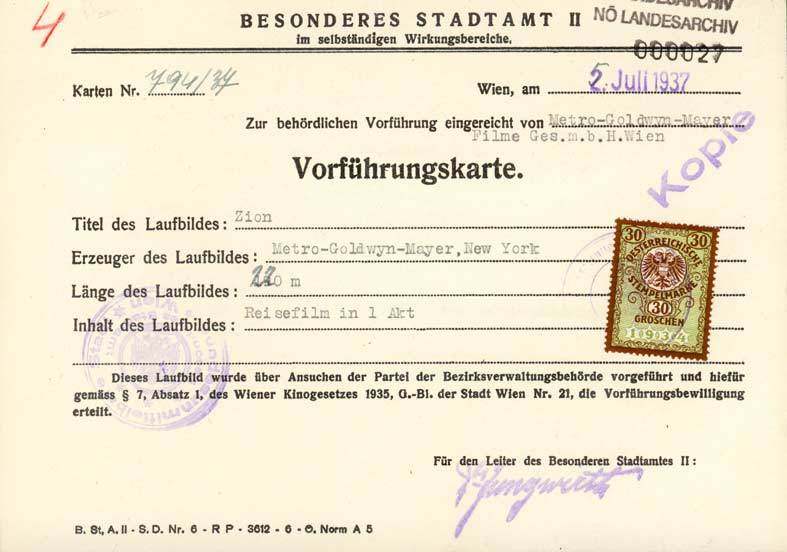 4
BESONDERES STADTAMT II
im selbständigen Wirkungsbereiche.
LANDESARCHIV
NÖ LANDESARCHIV
000027
Karten Nr. 794/37
Wien, am 5. Juli 1937
Zur behördlichen Vorführung eingereicht von Metro-Goldwyn-Mayer
Filme Ges.m.b.H.Wien
Kopie
Vorführungskarte.
Titel des Laufbildes: Zion
Erzeuger des Laufbildes: Metro-Goldwyn-Mayer,New York
Länge des Laufbildes: 220 m
Inhalt des Laufbildes: Reisefilm in 1 Akt
30 30
OESTERREICHISCHE
STEMPELMARKE
30
GROSCHEN
1934
Dieses Laufbild wurde über Ansuchen der Partei der Bezirksverwaltungsbehörde vorgeführt und hiefür
gemäss § 7, Absatz 1, des Wiener Kinogesetzes 1935, G.-Bl. der Stadt Wien Nr. 21, die Vorführungsbewilligung
erteilt.
Für den Leiter des Besonderen Stadtamtes II:
Dr Jungwirth
B. St. A. II - S. D. Nr. 6 - R P - 3612 - 6 - Ö. Norm A 5